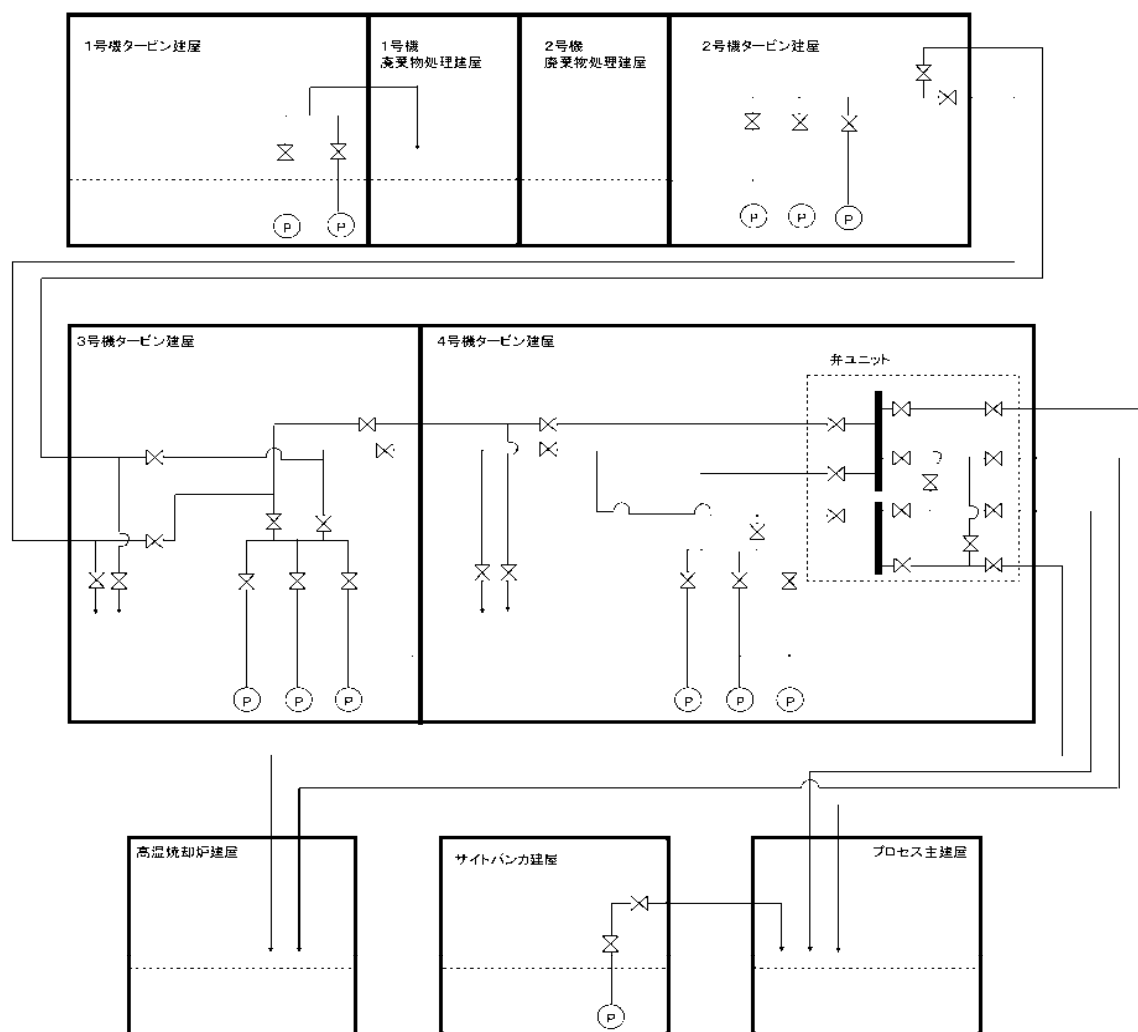 1号機タービン建屋
1号機
廃棄物処理建屋
2号機
廃棄物処理建屋
2号機タービン建屋
P
P
P
P
P
3号機タービン建屋
4号機タービン建屋
弁ユニット
P
P
P
P
P
P
高温焼却炉建屋
サイトバンカ建屋
プロセス主建屋
P